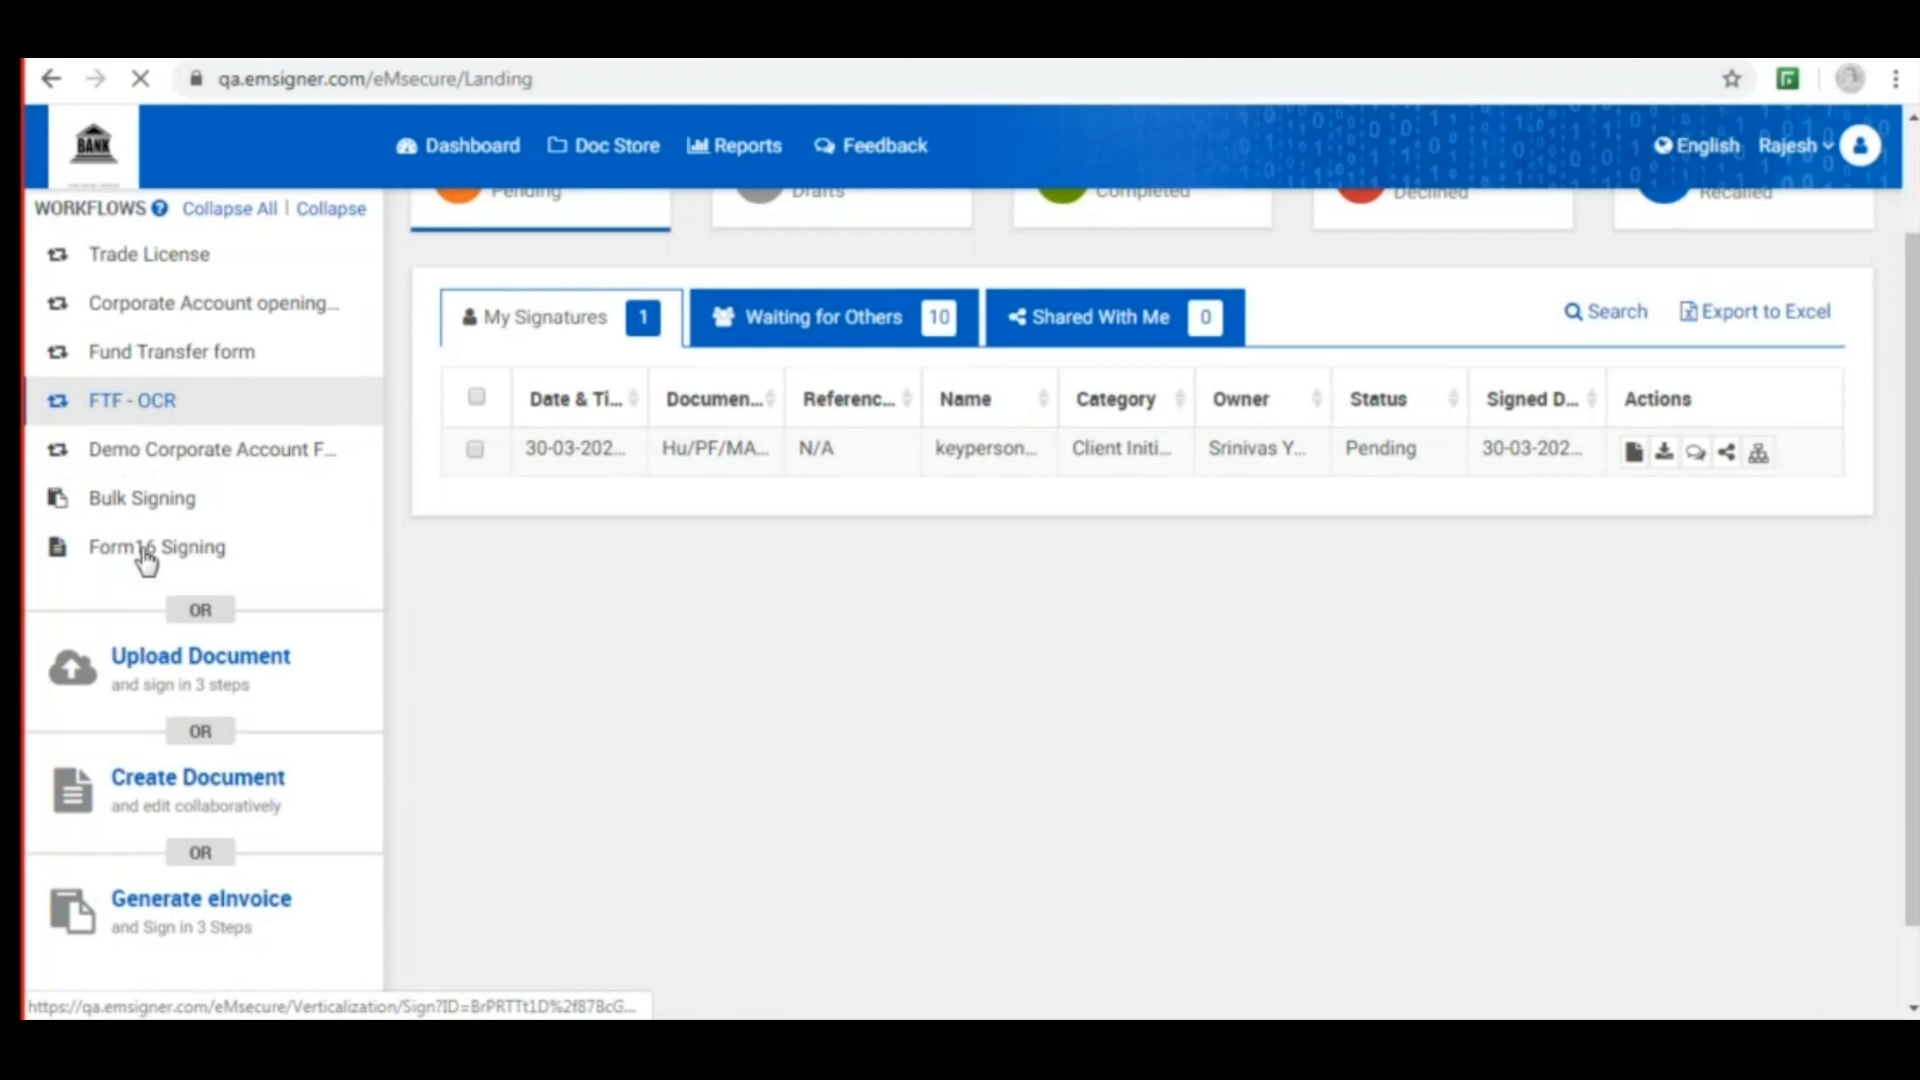 qa.emsigner.com/eMsecure/Landing
BANK
Dashboard Doc Store Reports Feedback
English Rajesh
WORKFLOWS Collapse All | Collapse
Pending Drafts Completed Declined Recalled
Trade License
Corporate Account opening...
Fund Transfer form
FTF - OCR
Demo Corporate Account F...
Bulk Signing
Form16 Signing
OR
Upload Document
and sign in 3 steps
OR
Create Document
and edit collaboratively
OR
Generate eInvoice
and Sign in 3 Steps
My Signatures 1 Waiting for Others 10 Shared With Me 0 Search Export to Excel
Date & Ti... Documen... Referenc... Name Category Owner Status Signed D... Actions
30-03-202... Hu/PF/MA... N/A keyperson... Client Initi... Srinivas Y... Pending 30-03-202...
https://qa.emsigner.com/eMsecure/Verticalization/Sign?ID=BrPRTTt1D%2f87BcG...